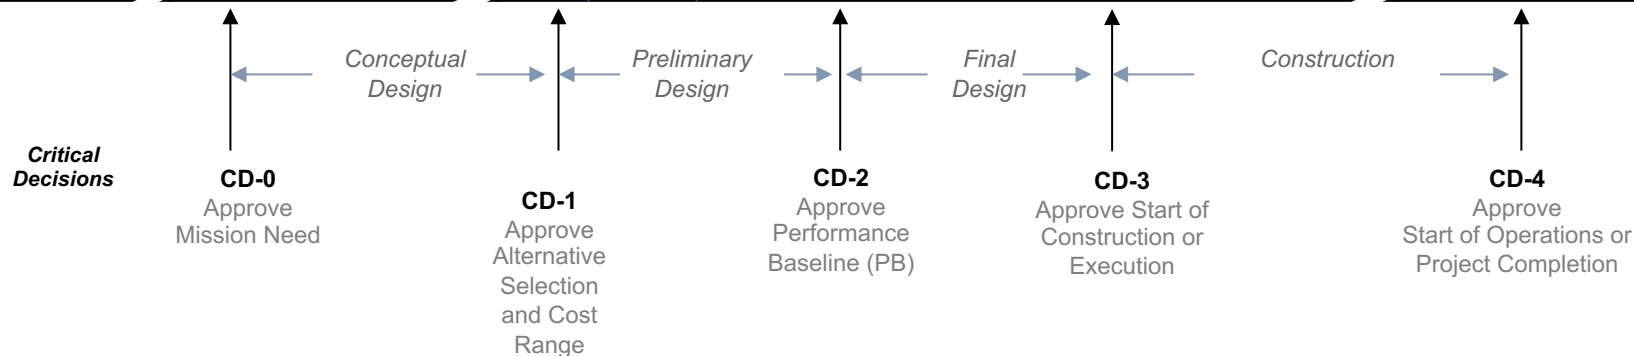 Conceptual
Design
Preliminary
Design
Final
Design
Construction
Critical
Decisions
CD-0
Approve
Mission Need
CD-1
Approve
Alternative
Selection
and Cost
Range
CD-2
Approve
Performance
Baseline (PB)
CD-3
Approve Start of
Construction or
Execution
CD-4
Approve
Start of Operations or
Project Completion